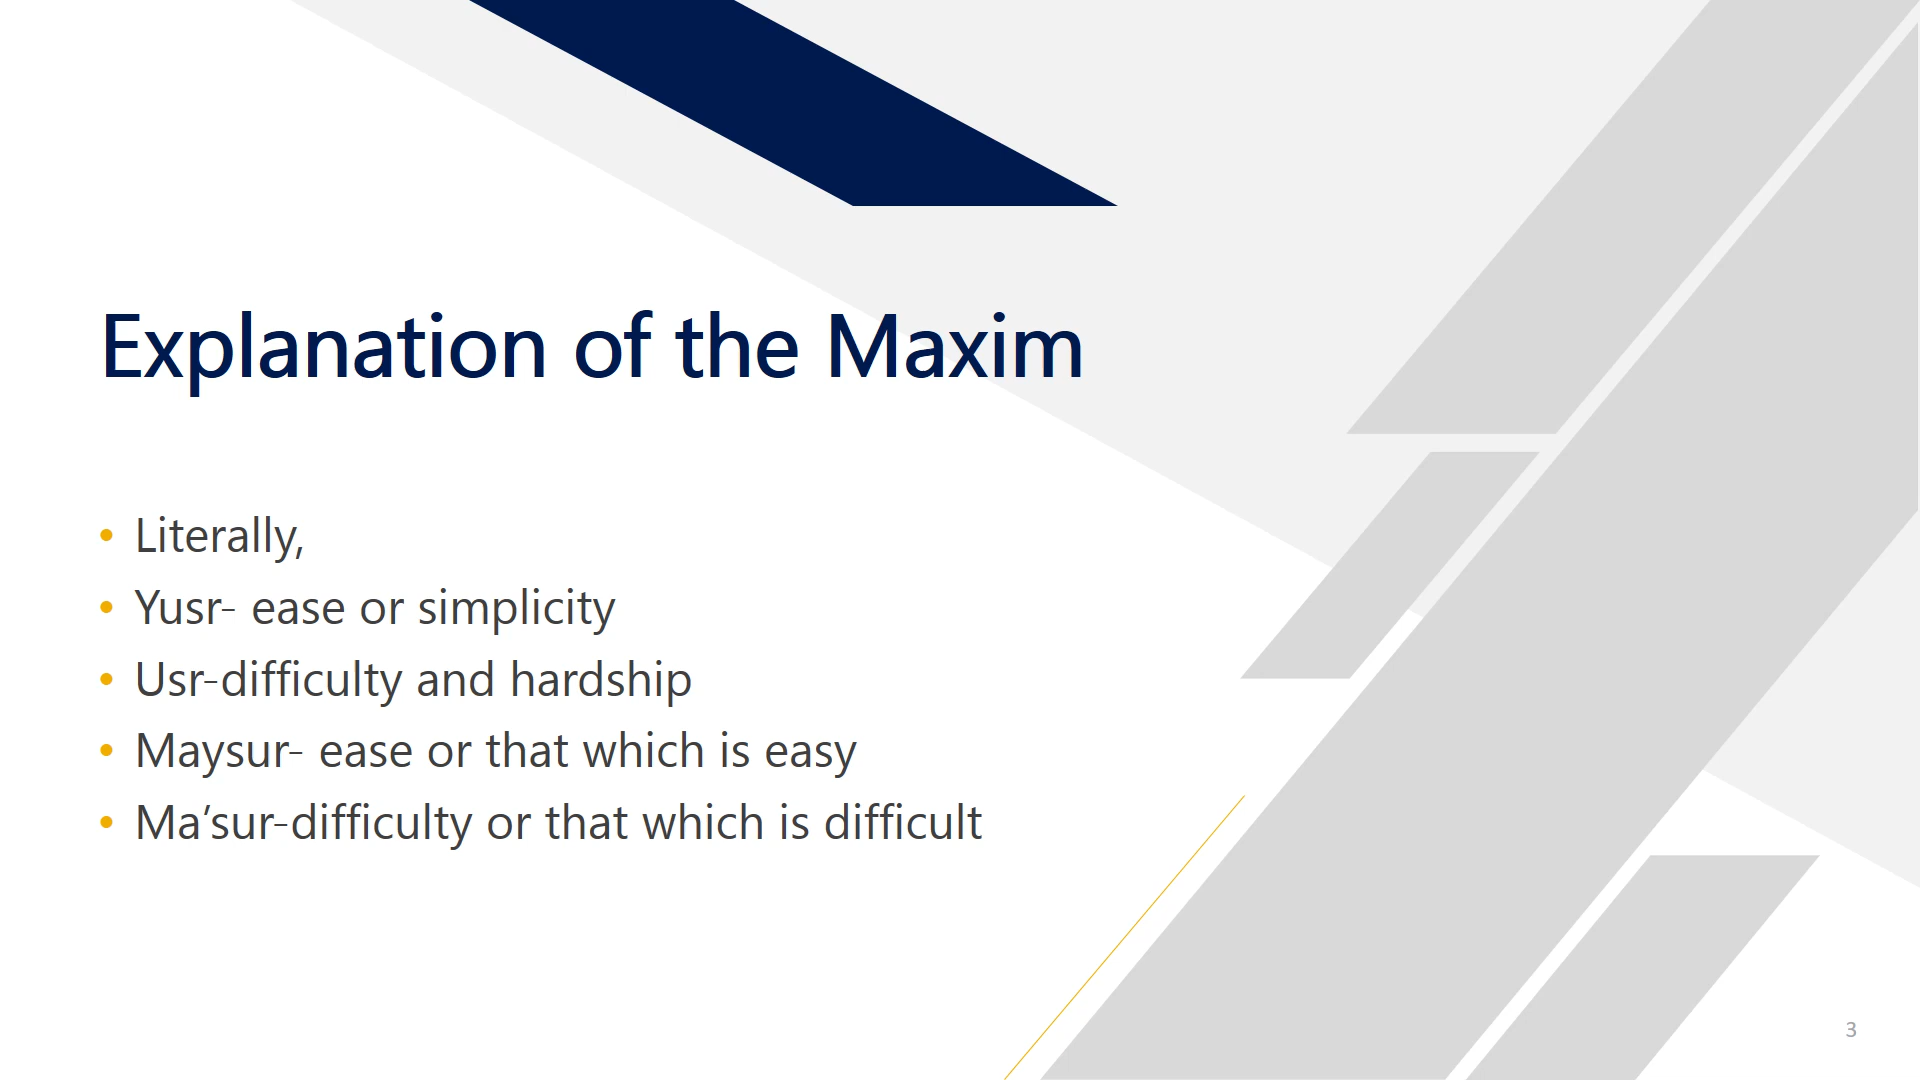 Explanation of the Maxim
• Literally,
• Yusr- ease or simplicity
• Usr-difficulty and hardship
• Maysur- ease or that which is easy
• Ma’sur-difficulty or that which is difficult
3